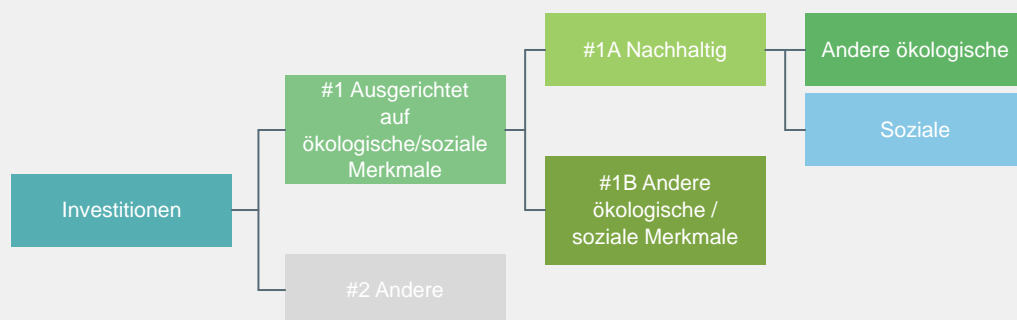 Investitionen
#1 Ausgerichtet
auf
ökologische/soziale
Merkmale
#2 Andere
#1A Nachhaltig
#1B Andere
ökologische /
soziale Merkmale
Andere ökologische
Soziale